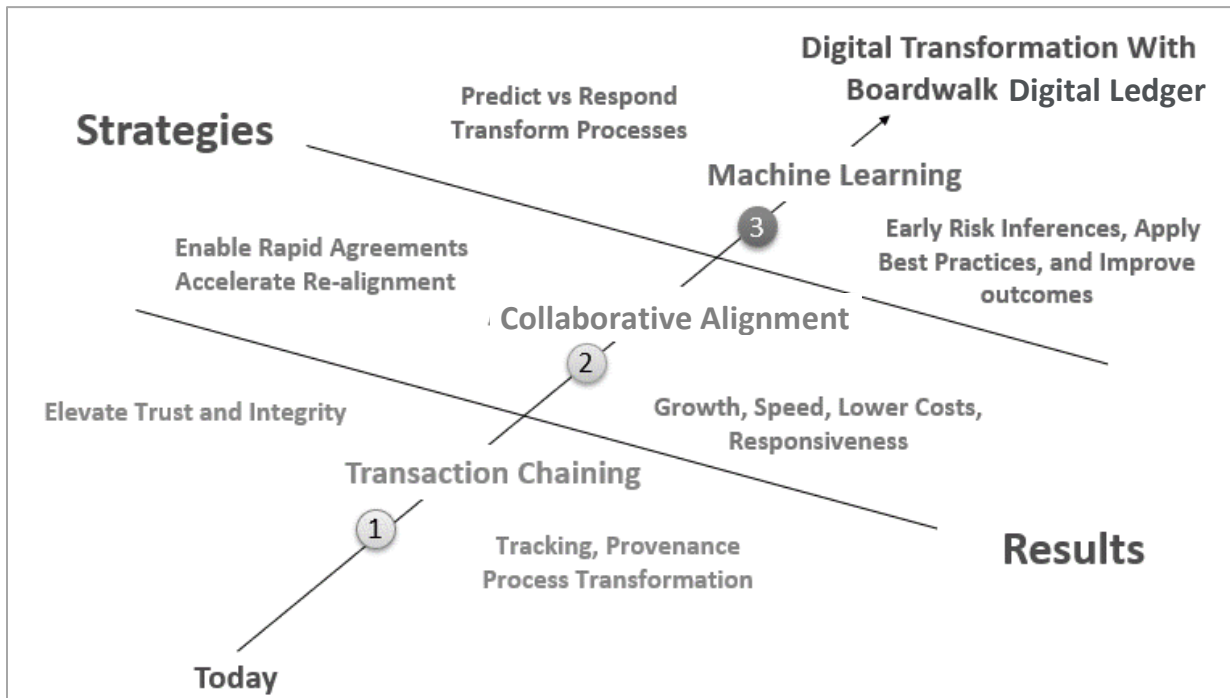 Digital Transformation With
Boardwalk Digital Ledger
Predict vs Respond
Transform Processes
Strategies
Machine Learning
3
Early Risk Inferences, Apply
Best Practices, and Improve
outcomes
Enable Rapid Agreements
Accelerate Re-alignment
Collaborative Alignment
2
Elevate Trust and Integrity
Growth, Speed, Lower Costs,
Responsiveness
Transaction Chaining
1
Tracking, Provenance
Process Transformation
Results
Today